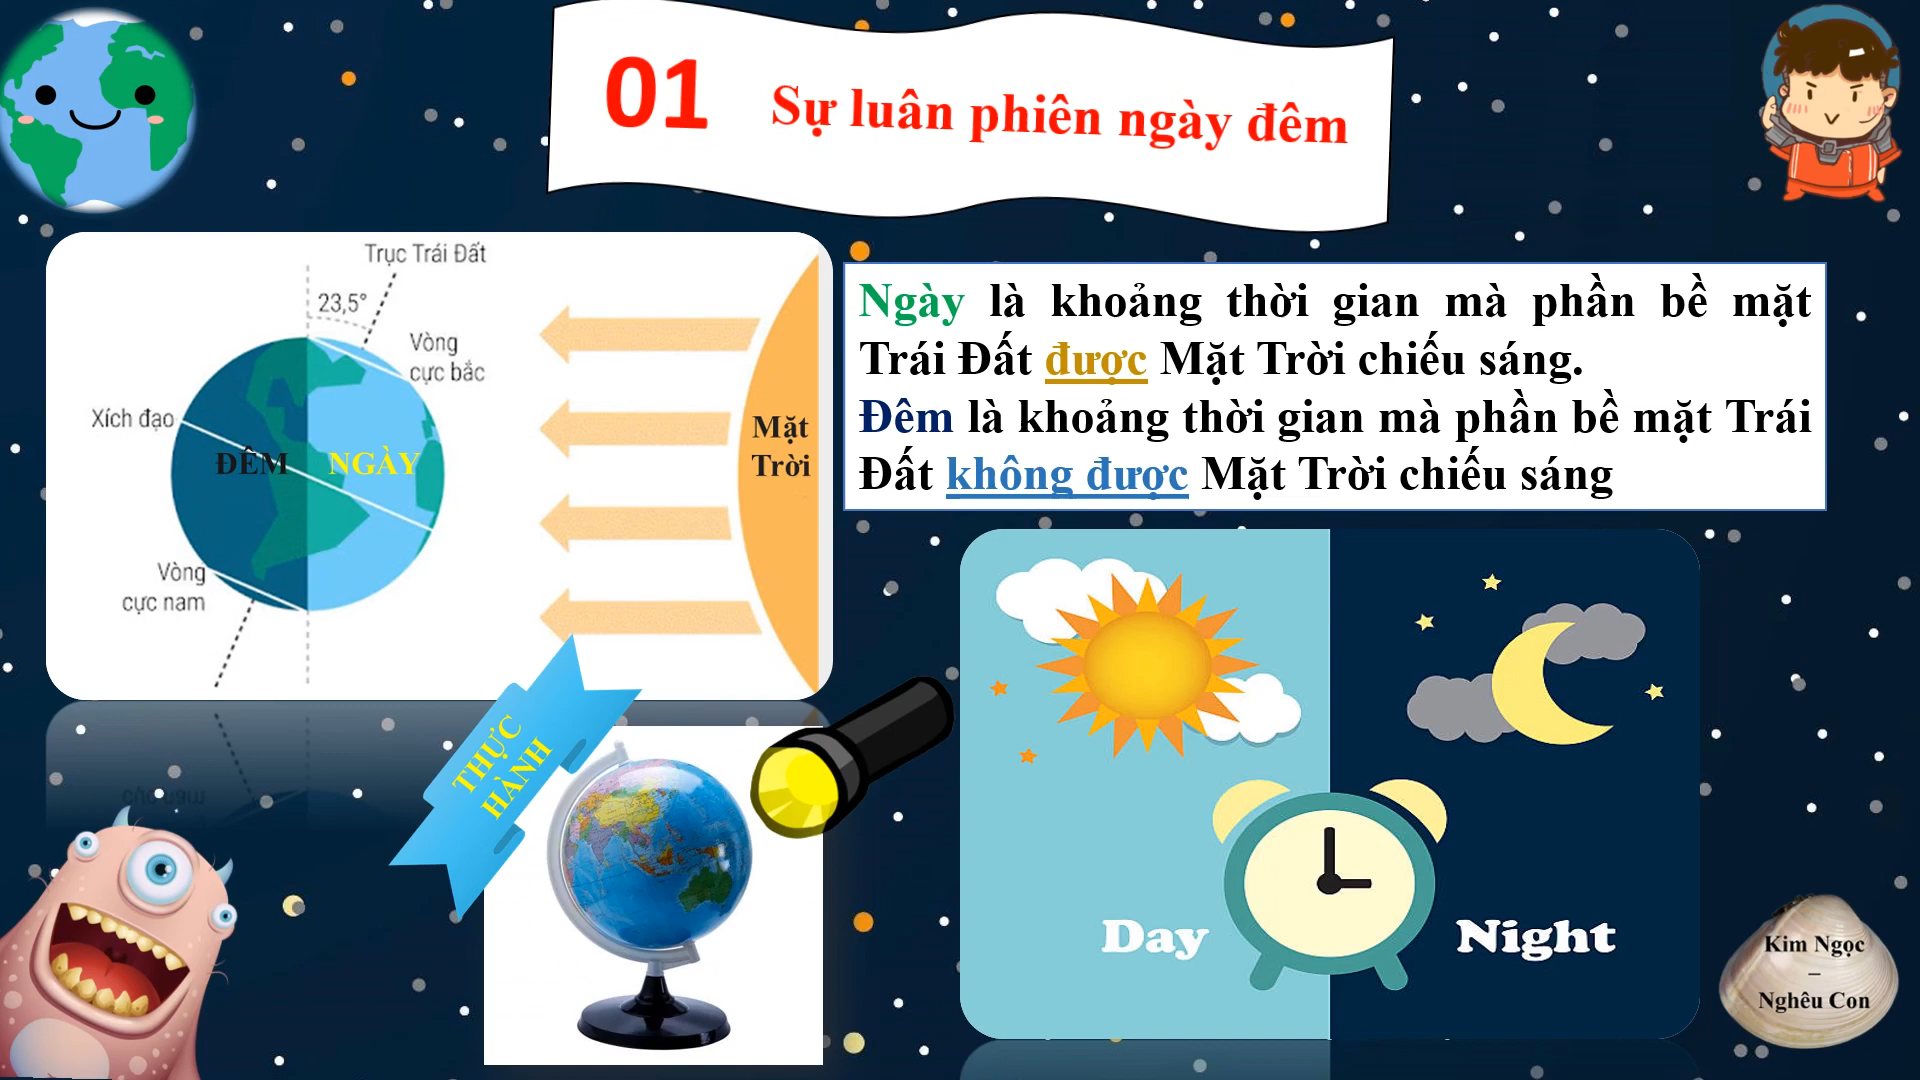 01 Sự luân phiên ngày đêm
Trục Trái Đất
23,5°
Vòng
cực bắc
Xích đạo
ĐÊM NGÀY
Mặt
Trời
Vòng
cực nam
Ngày là khoảng thời gian mà phần bề mặt
Trái Đất được Mặt Trời chiếu sáng.
Đêm là khoảng thời gian mà phần bề mặt Trái
Đất không được Mặt Trời chiếu sáng
THỰC
HÀNH
Day
Night
Kim Ngọc
–
Nghêu Con